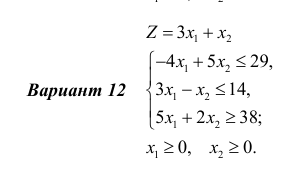 Z = 3x₁ + x₂
−4x₁ + 5x₂ ≤ 29,
Вариант 12 3x₁ − x₂ ≤ 14,
5x₁ + 2x₂ ≥ 38;
x₁ ≥ 0, x₂ ≥ 0.